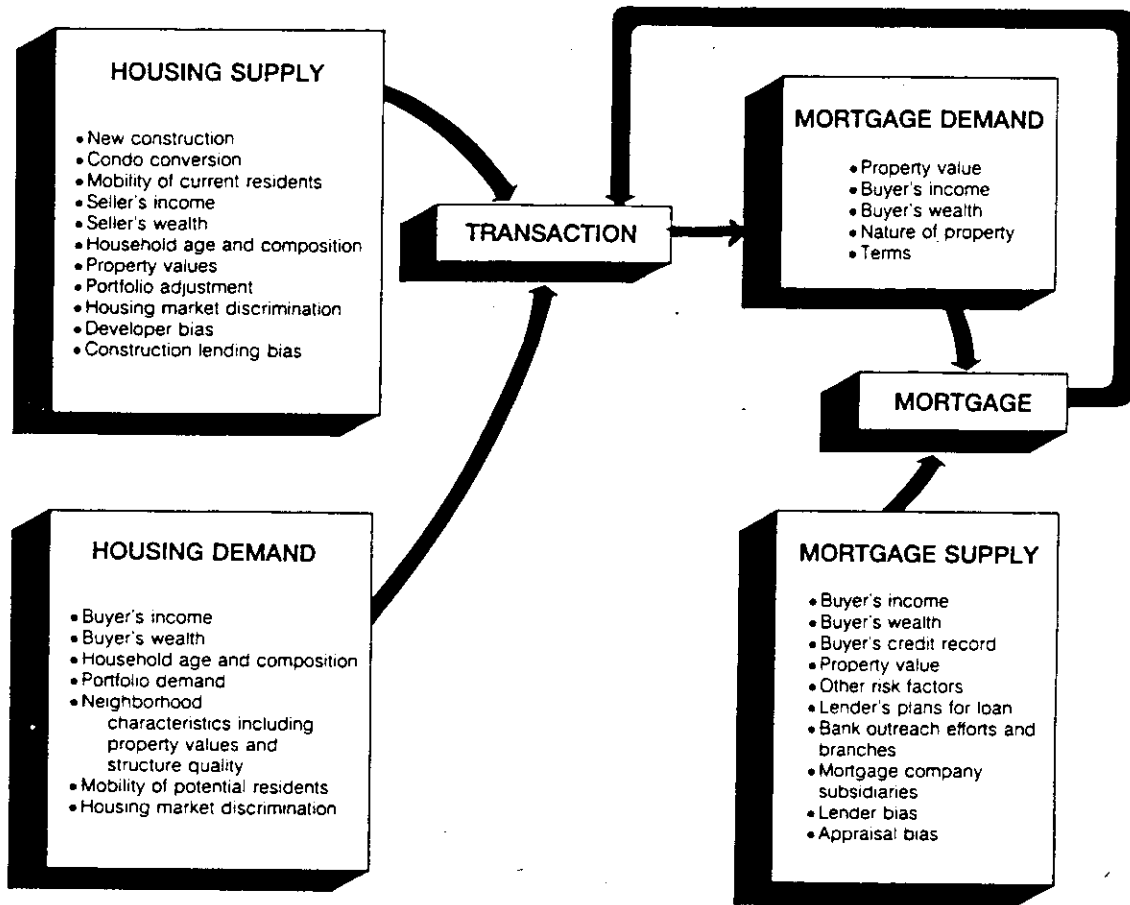 HOUSING SUPPLY
• New construction
• Condo conversion
• Mobility of current residents
• Seller's income
• Seller's wealth
• Household age and composition
• Property values
• Portfolio adjustment
• Housing market discrimination
• Developer bias
• Construction lending bias
TRANSACTION
MORTGAGE DEMAND
• Property value
• Buyer's income
• Buyer's wealth
• Nature of property
• Terms
MORTGAGE
HOUSING DEMAND
• Buyer's income
• Buyer's wealth
• Household age and composition
• Portfolio demand
• Neighborhood
characteristics including
property values and
structure quality
• Mobility of potential residents
• Housing market discrimination
MORTGAGE SUPPLY
• Buyer's income
• Buyer's wealth
• Buyer's credit record
• Property value
• Other risk factors
• Lender's plans for loan
• Bank outreach efforts and
branches
• Mortgage company
subsidiaries
• Lender bias
• Appraisal bias